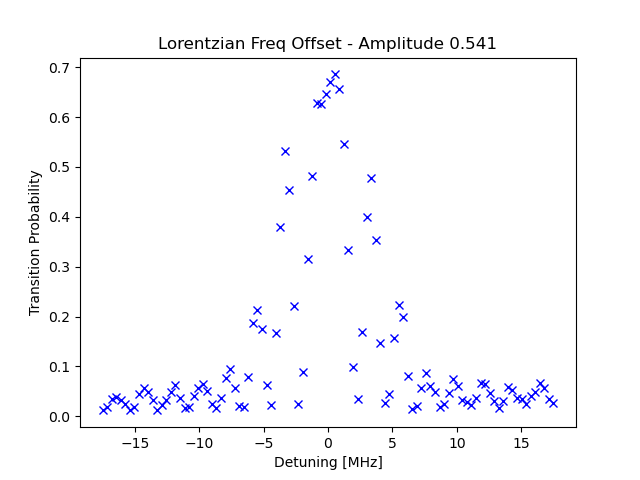 Lorentzian Freq Offset - Amplitude 0.541
0.7
0.6
0.5
0.4
0.3
0.2
0.1
0.0
Transition Probability
−15 −10 −5 0 5 10 15
Detuning [MHz]